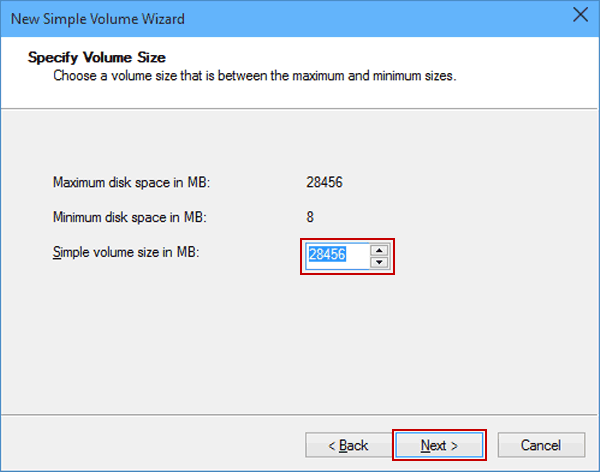 New Simple Volume Wizard
Specify Volume Size
Choose a volume size that is between the maximum and minimum sizes.
Maximum disk space in MB: 28456
Minimum disk space in MB: 8
Simple volume size in MB: 28456
< Back Next > Cancel